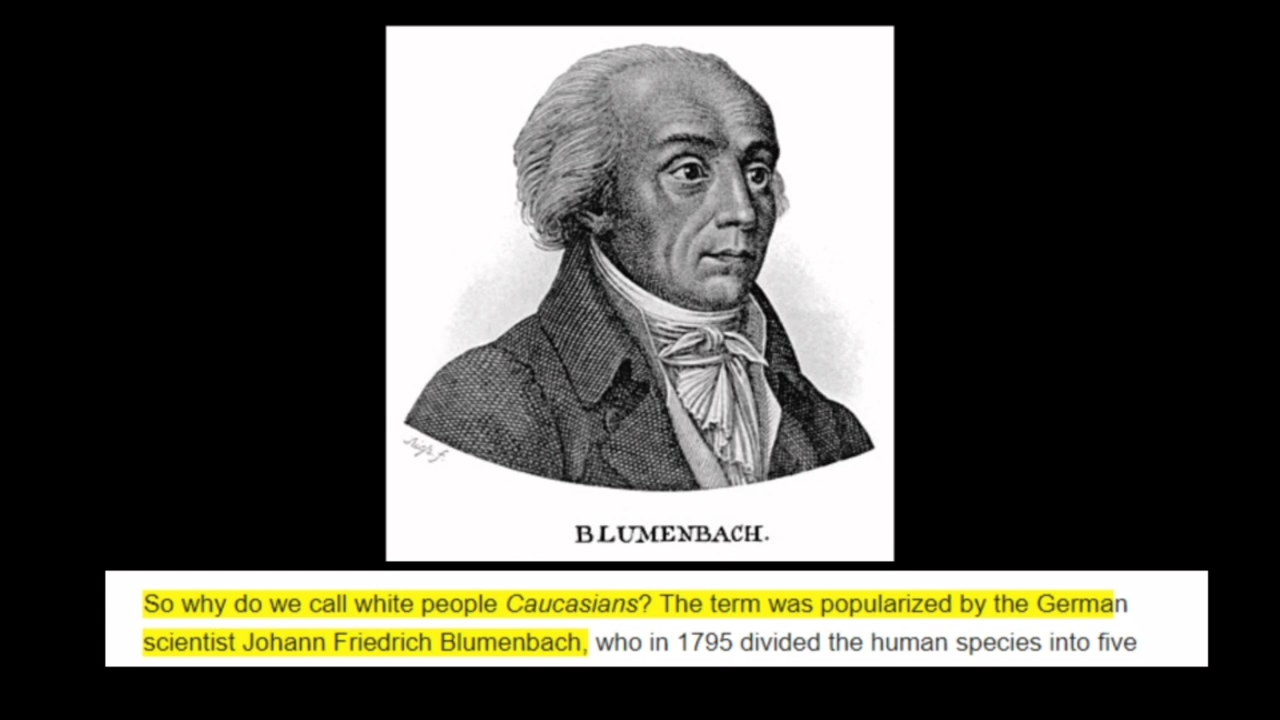 BLUMENBACH.
So why do we call white people Caucasians? The term was popularized by the German
scientist Johann Friedrich Blumenbach, who in 1795 divided the human species into five